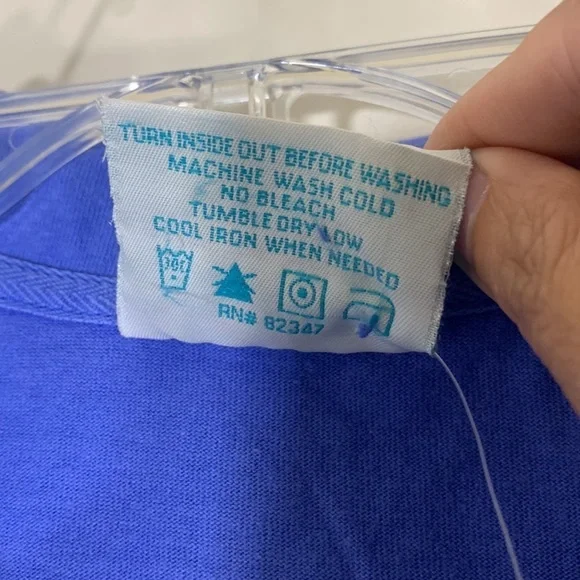 TURN INSIDE OUT BEFORE WASHING
MACHINE WASH COLD
NO BLEACH
TUMBLE DRY LOW
COOL IRON WHEN NEEDED
30°
RN# 82347